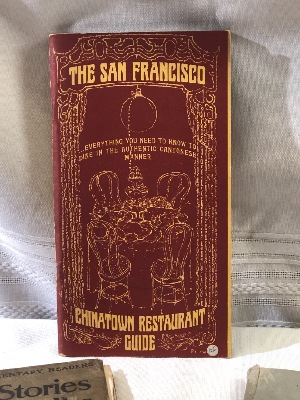 THE SAN FRANCISCO
EVERYTHING YOU NEED TO KNOW TO
DINE IN THE AUTHENTIC CANTONESE
MANNER
CHINATOWN RESTAURANT
GUIDE
Stories